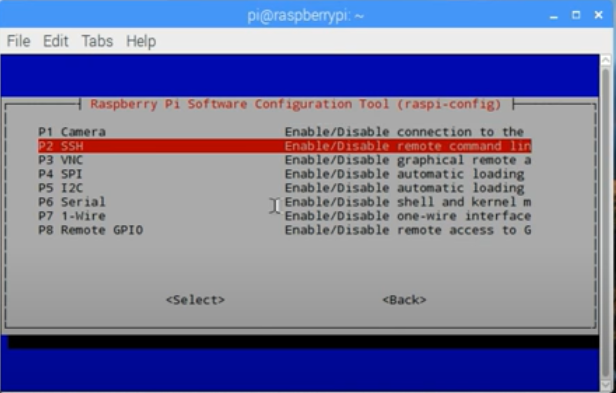 pi@raspberrypi: ~
File Edit Tabs Help
Raspberry Pi Software Configuration Tool (raspi-config)
P1 Camera Enable/Disable connection to the
P2 SSH Enable/Disable remote command lin
P3 VNC Enable/Disable graphical remote a
P4 SPI Enable/Disable automatic loading
P5 I2C Enable/Disable automatic loading
P6 Serial Enable/Disable shell and kernel m
P7 1-Wire Enable/Disable one-wire interface
P8 Remote GPIO Enable/Disable remote access to G
<Select> <Back>